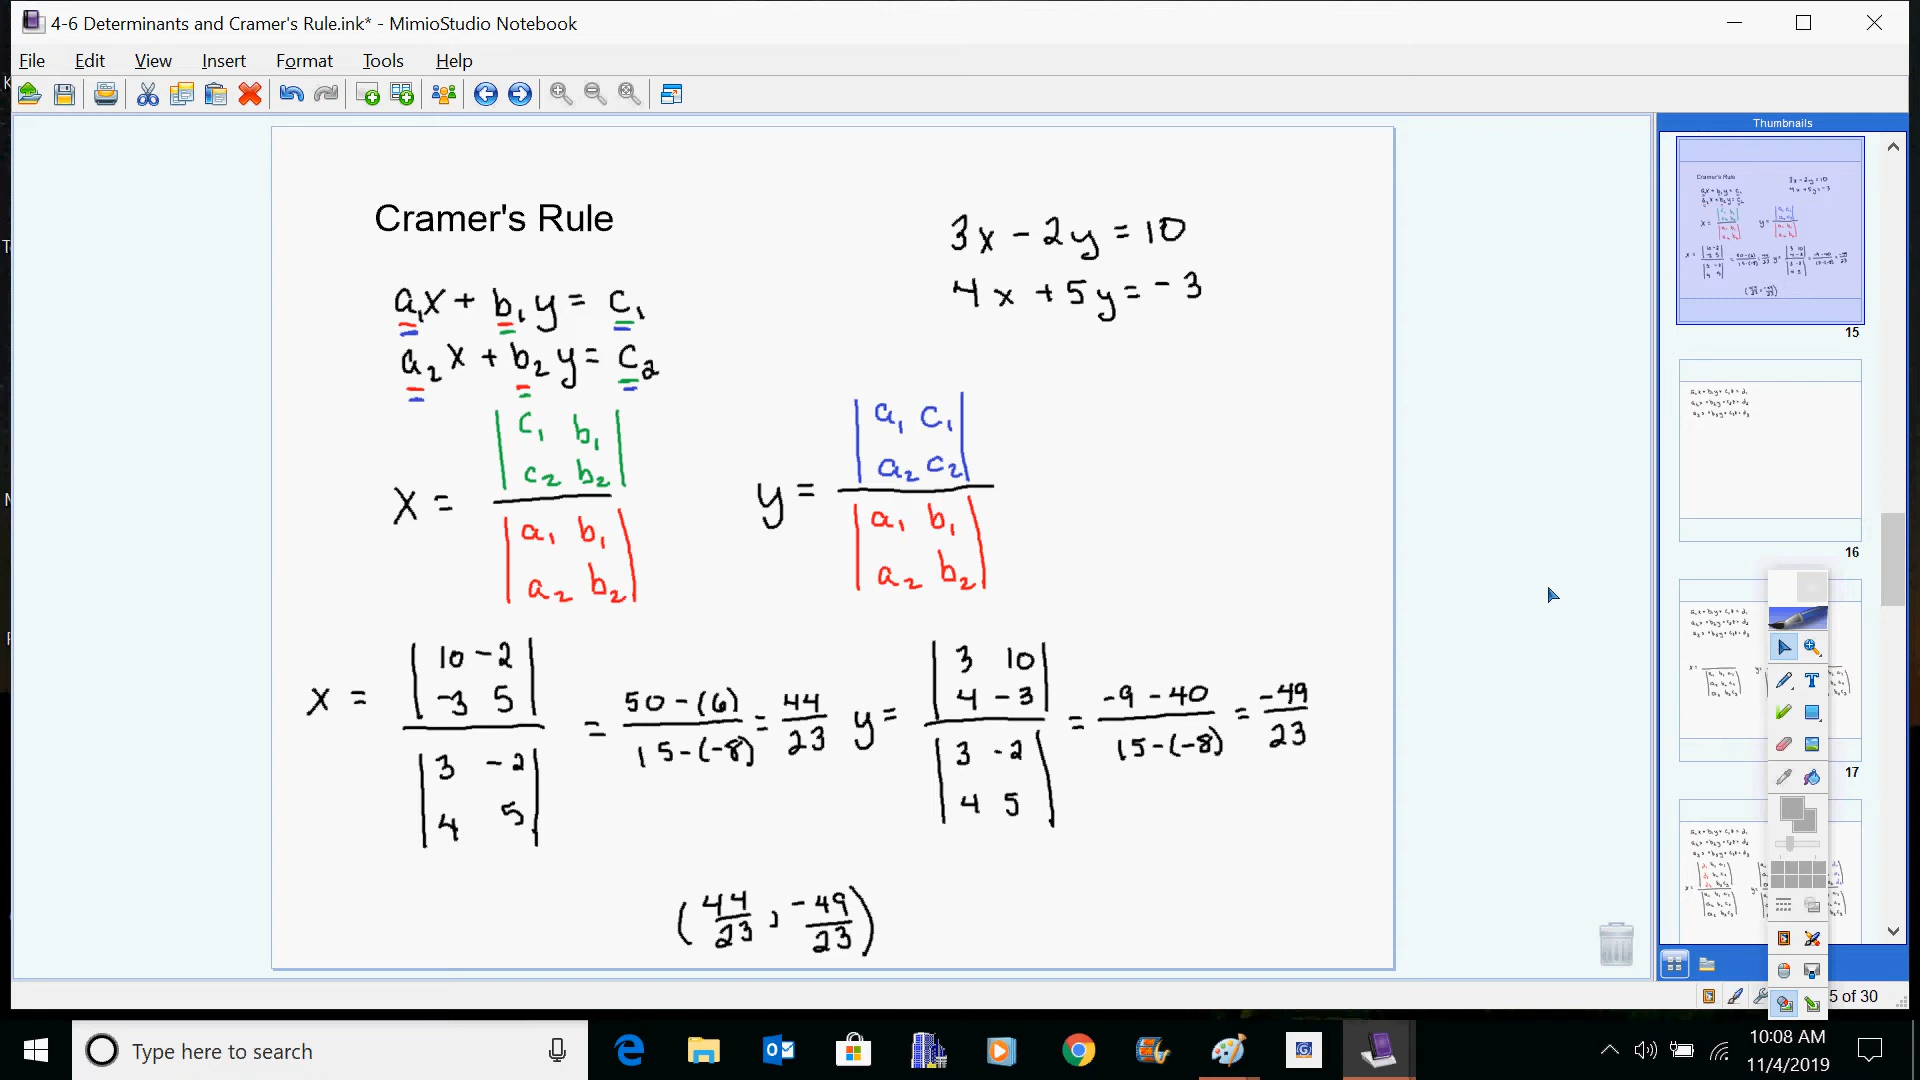 4-6 Determinants and Cramer's Rule.ink* - MimioStudio Notebook
File Edit View Insert Format Tools Help
Thumbnails
Cramer's Rule
3x - 2y = 10
4x + 5y = -3
a₁x + b₁y = c₁
a₂x + b₂y = c₂
x = |c₁ b₁|
|c₂ b₂|
|a₁ b₁|
|a₂ b₂|
y = |a₁ c₁|
|a₂ c₂|
|a₁ b₁|
|a₂ b₂|
x = |10 -2|
|-3 5|
|3 -2|
|4 5|
= 50-(6) / 15-(-8) = 44/23
y = |3 10|
|4 -3|
|3 -2|
|4 5|
= -9 - 40 / 15-(-8) = -49/23
(44/23, -49/23)
15
16
17
5 of 30
Type here to search
10:08 AM
11/4/2019